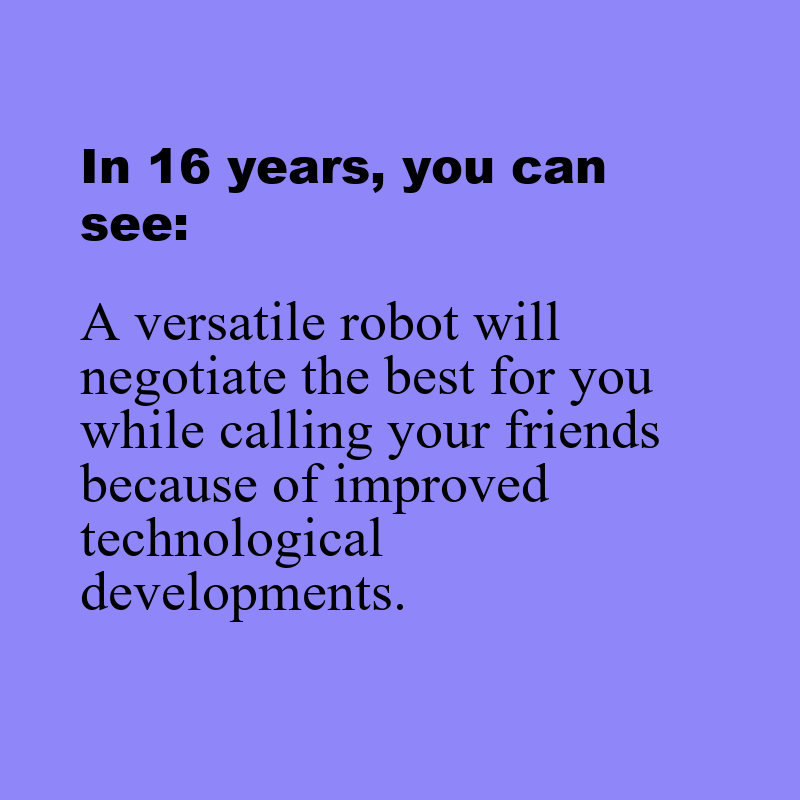 In 16 years, you can
see:
A versatile robot will
negotiate the best for you
while calling your friends
because of improved
technological
developments.